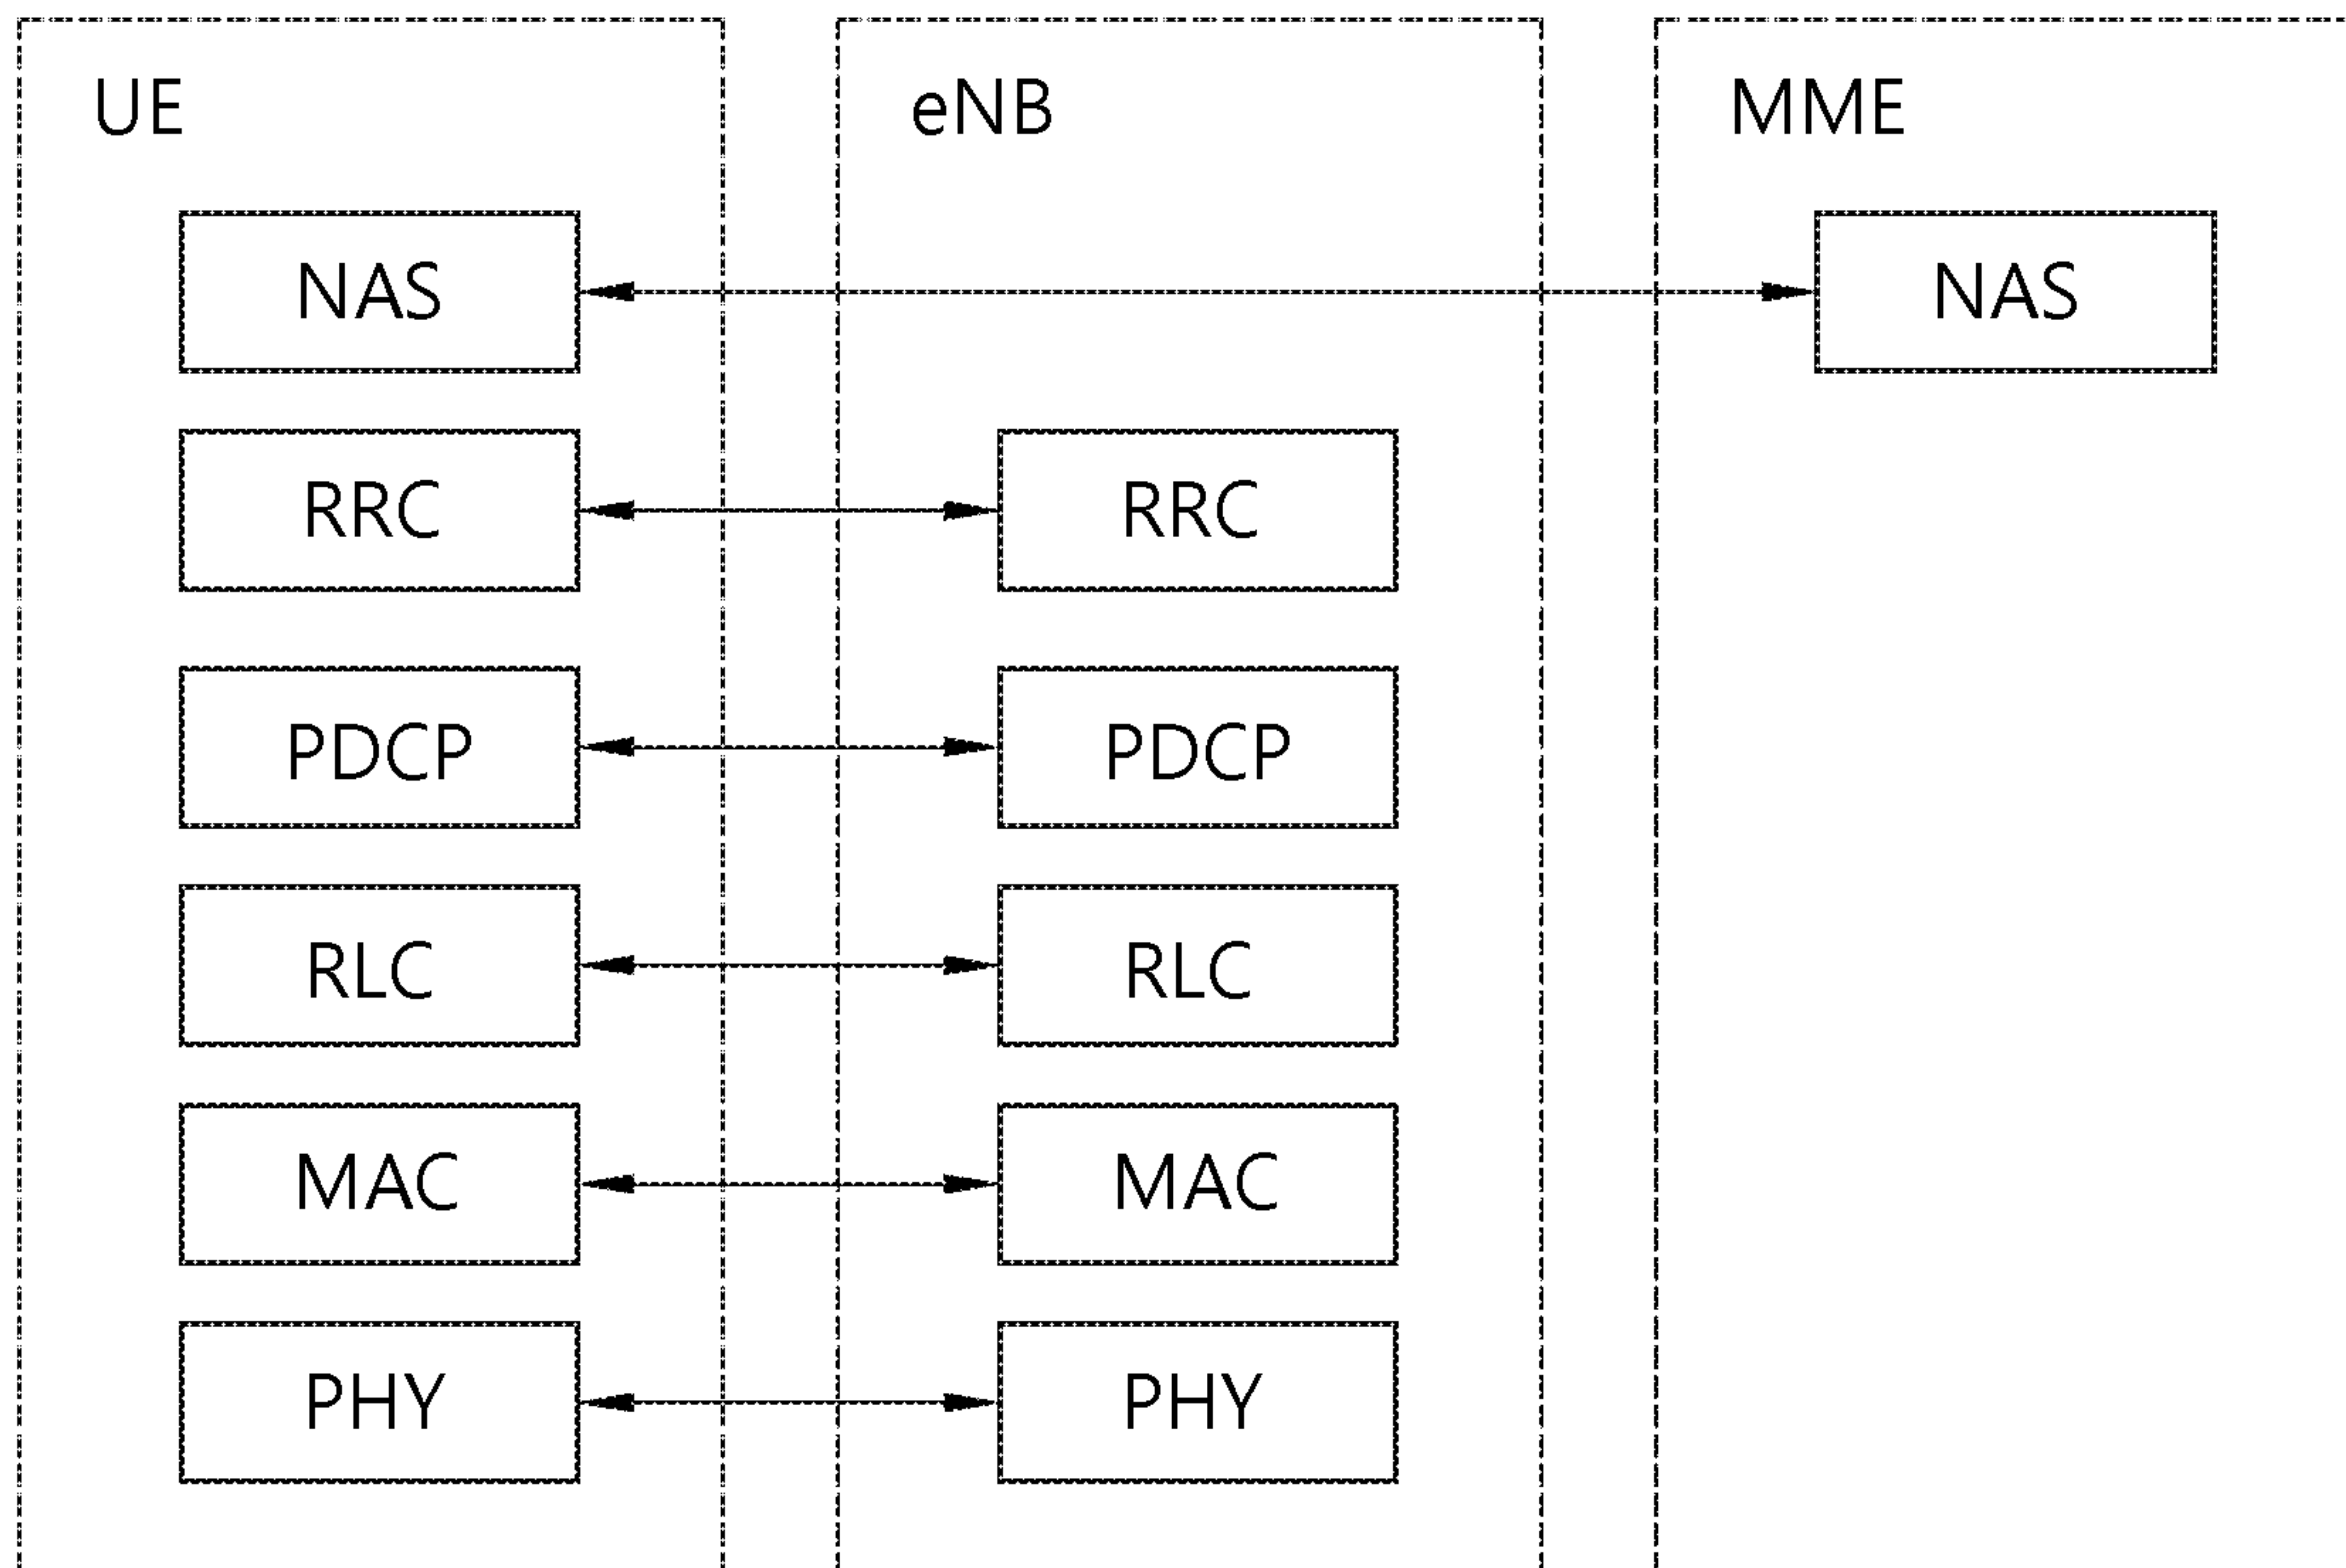 UE
eNB
MME
NAS
NAS
RRC
RRC
PDCP
PDCP
RLC
RLC
MAC
MAC
PHY
PHY